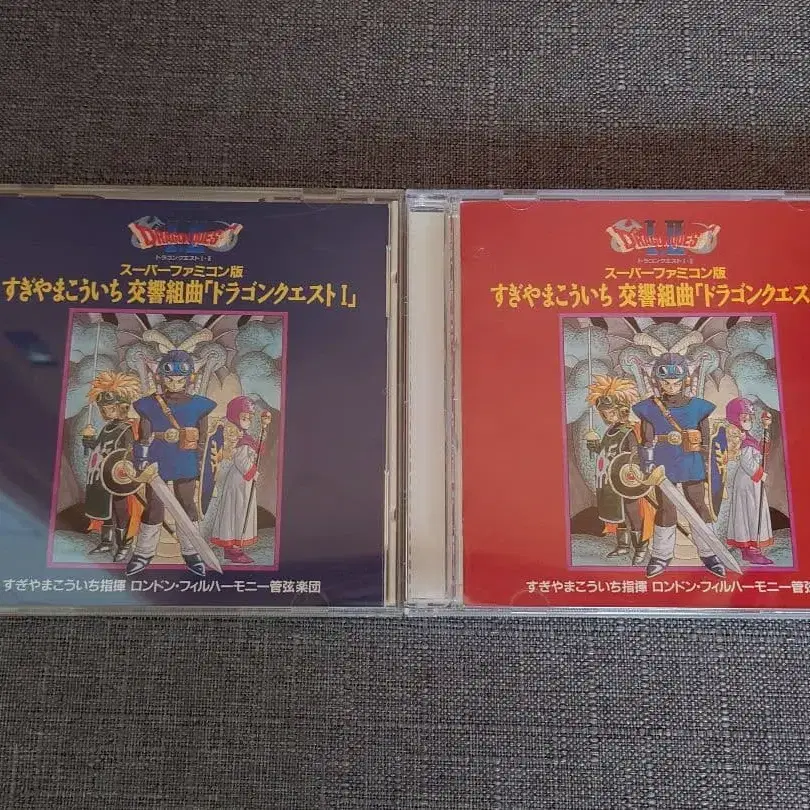 DRAGON QUEST
ドラゴンクエストI・II
スーパーファミコン版
すぎやまこういち 交響組曲「ドラゴンクエストI」
すぎやまこういち指揮 ロンドン・フィルハーモニー管弦楽団
I・II
DRAGON QUEST
ドラゴンクエストI・II
スーパーファミコン版
すぎやまこういち 交響組曲「ドラゴンクエス
すぎやまこういち指揮 ロンドン・フィルハーモニー管弦